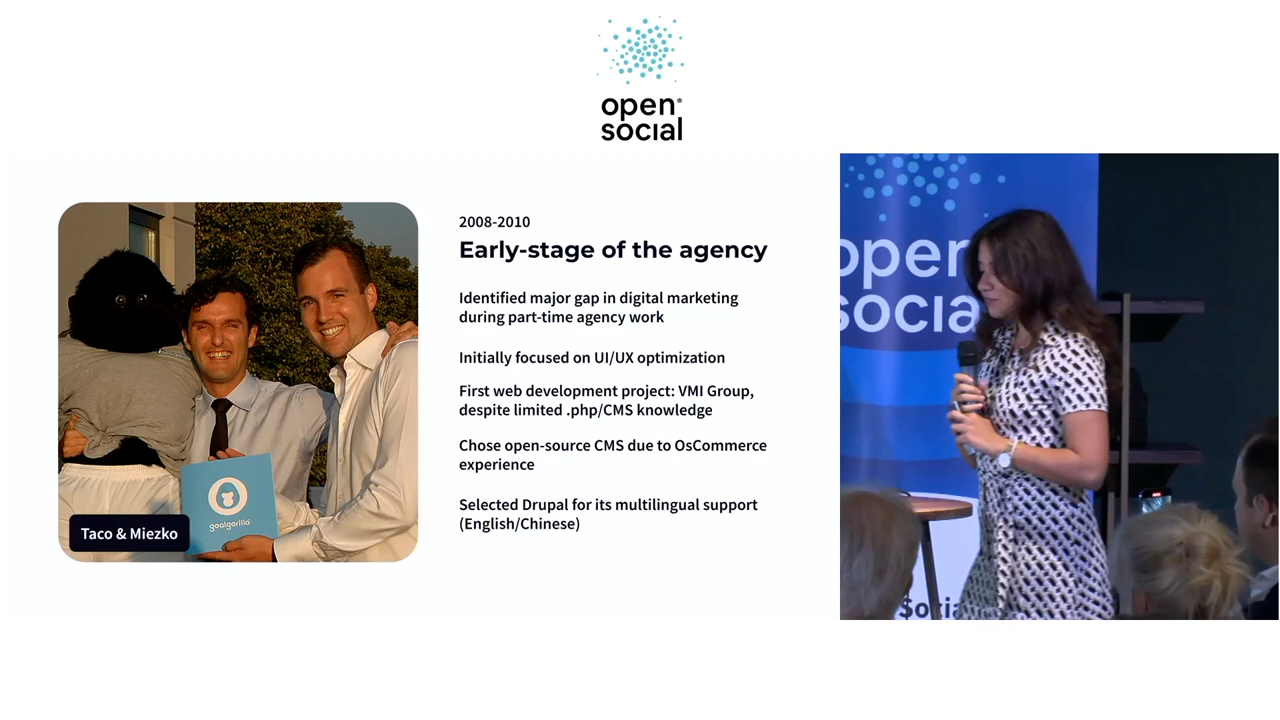 open®
social
2008-2010
Early-stage of the agency
Identified major gap in digital marketing
during part-time agency work
Initially focused on UI/UX optimization
First web development project: VMI Group,
despite limited .php/CMS knowledge
Chose open-source CMS due to OsCommerce
experience
Selected Drupal for its multilingual support
(English/Chinese)
goalgorilla
Taco & Miezko
open
socia
Socia